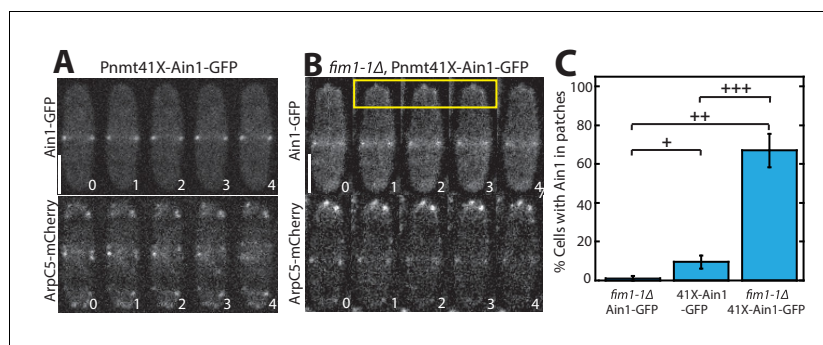 A
Pnmt41X-Ain1-GFP
Ain1-GFP
0 1 2 3 4
ArpC5-mCherry
0 1 2 3 4
B
fim1-1Δ, Pnmt41X-Ain1-GFP
Ain1-GFP
0 1 2 3 4
ArpC5-mCherry
0 1 2 3 4
C
% Cells with Ain1 in patches
100
80
60
40
20
0
+++
++
+
fim1-1Δ
Ain1-GFP
41X-Ain1
-GFP
fim1-1Δ
41X-Ain1-GFP